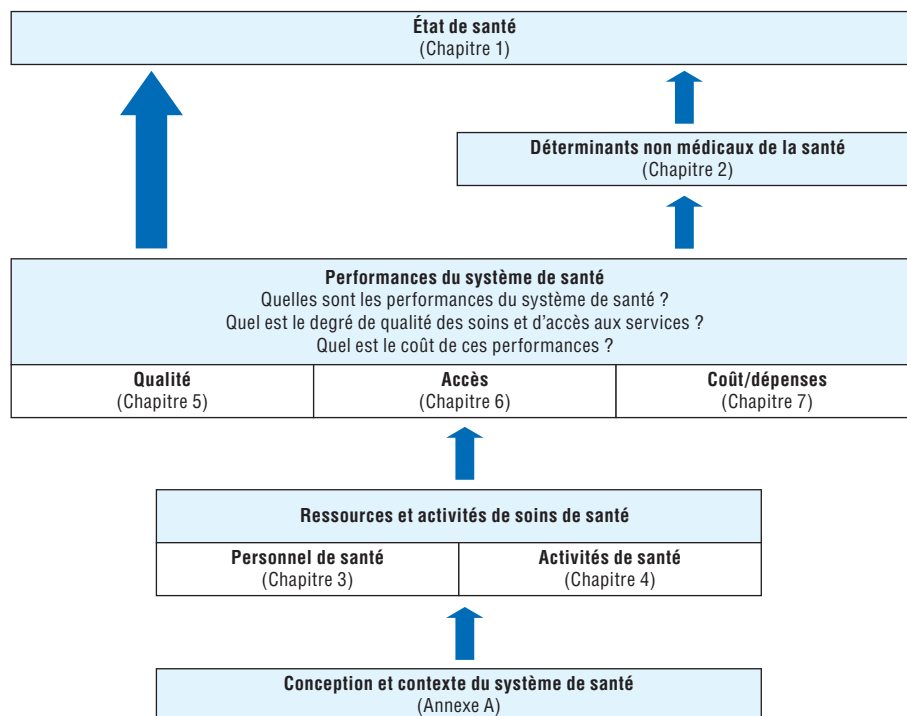 État de santé
(Chapitre 1)
Déterminants non médicaux de la santé
(Chapitre 2)
Performances du système de santé
Quelles sont les performances du système de santé ?
Quel est le degré de qualité des soins et d'accès aux services ?
Quel est le coût de ces performances ?
Qualité
(Chapitre 5)
Accès
(Chapitre 6)
Coût/dépenses
(Chapitre 7)
Ressources et activités de soins de santé
Personnel de santé
(Chapitre 3)
Activités de santé
(Chapitre 4)
Conception et contexte du système de santé
(Annexe A)